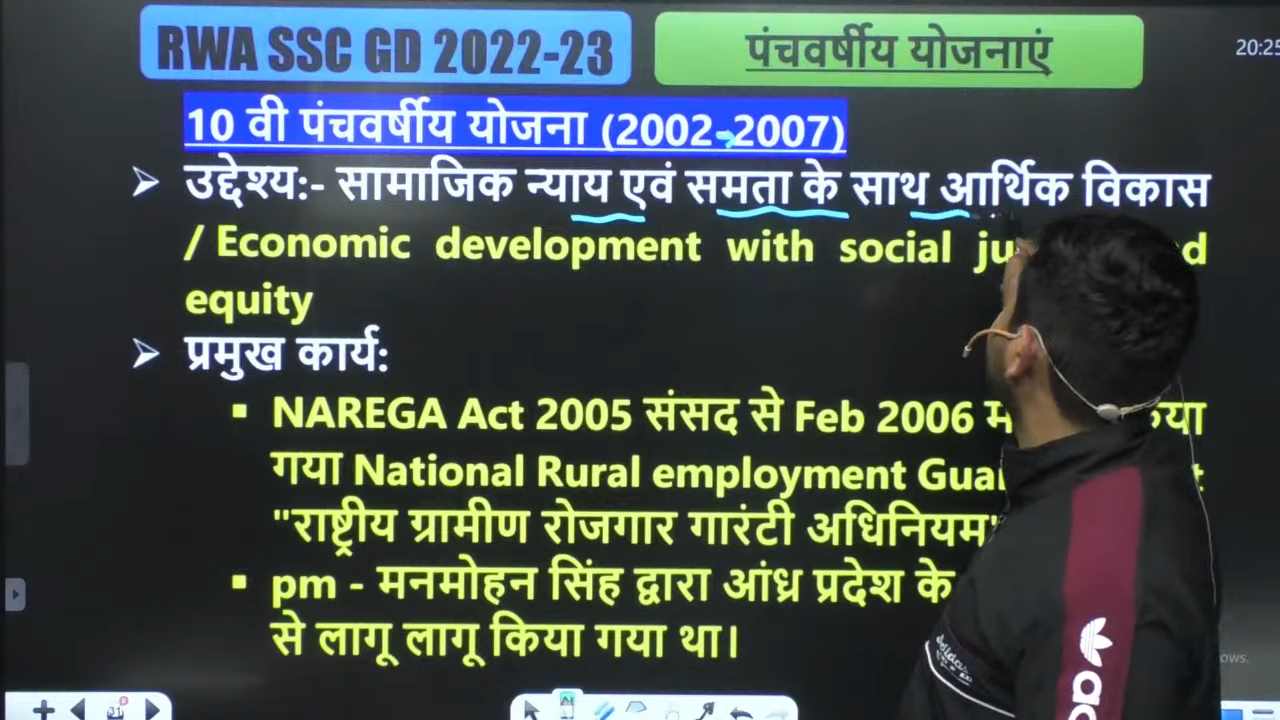 RWA SSC GD 2022-23
पंचवर्षीय योजनाएं
20:25
10 वी पंचवर्षीय योजना (2002-2007)
उद्देश्य:- सामाजिक न्याय एवं समता के साथ आर्थिक विकास
/ Economic development with social
equity
प्रमुख कार्य:
NAREGA Act 2005 संसद से Feb 2006
गया National Rural employment
"राष्ट्रीय ग्रामीण रोजगार गारंटी अधिनियम"
pm - मनमोहन सिंह द्वारा आंध्र प्रदेश के
से लागू लागू किया गया था।
adidas